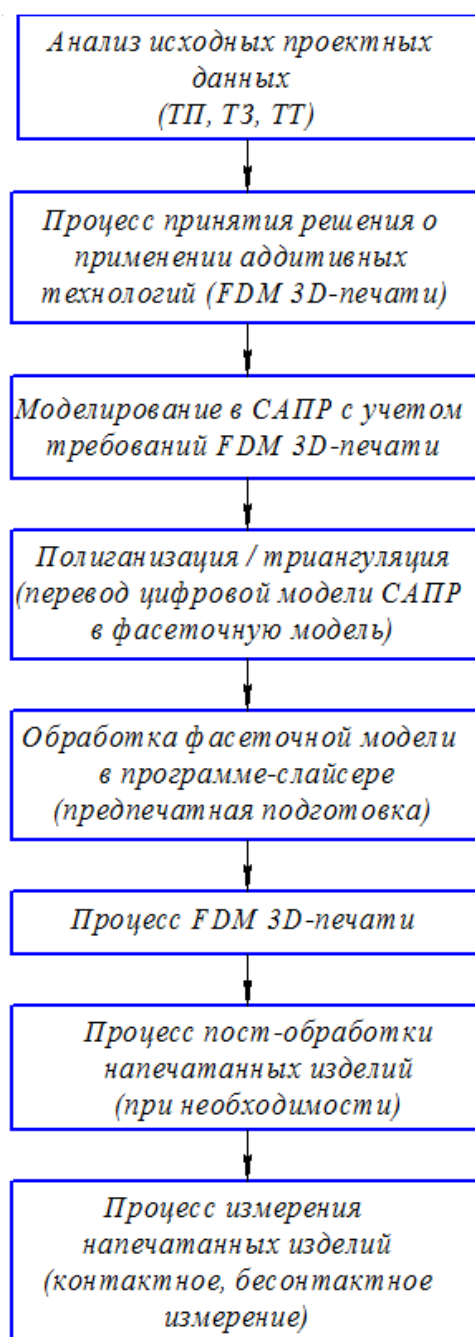 Анализ исходных проектных
данных
(ТП, ТЗ, ТТ)
Процесс принятия решения о
применении аддитивных
технологий (FDM 3D-печати)
Моделирование в САПР с учетом
требований FDM 3D-печати
Полиганизация / триангуляция
(перевод цифровой модели САПР
в фасеточную модель)
Обработка фасеточной модели
в программе-слайсере
(предпечатная подготовка)
Процесс FDM 3D-печати
Процесс пост-обработки
напечатанных изделий
(при необходимости)
Процесс измерения
напечатанных изделий
(контактное, бесонтактное
измерение)